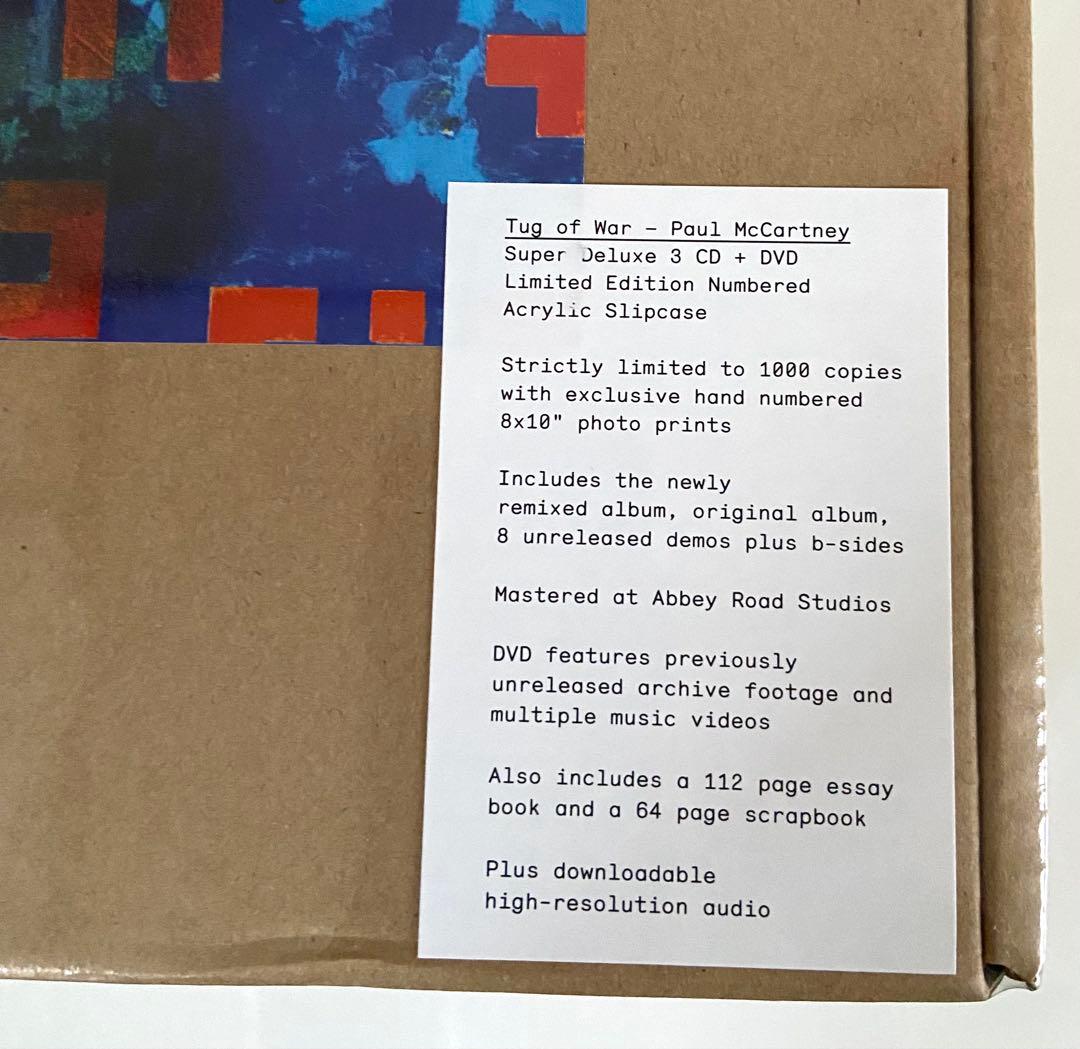 Tug of War – Paul McCartney
Super Deluxe 3 CD + DVD
Limited Edition Numbered
Acrylic Slipcase
Strictly limited to 1000 copies
with exclusive hand numbered
8x10" photo prints
Includes the newly
remixed album, original album,
8 unreleased demos plus b-sides
Mastered at Abbey Road Studios
DVD features previously
unreleased archive footage and
multiple music videos
Also includes a 112 page essay
book and a 64 page scrapbook
Plus downloadable
high-resolution audio